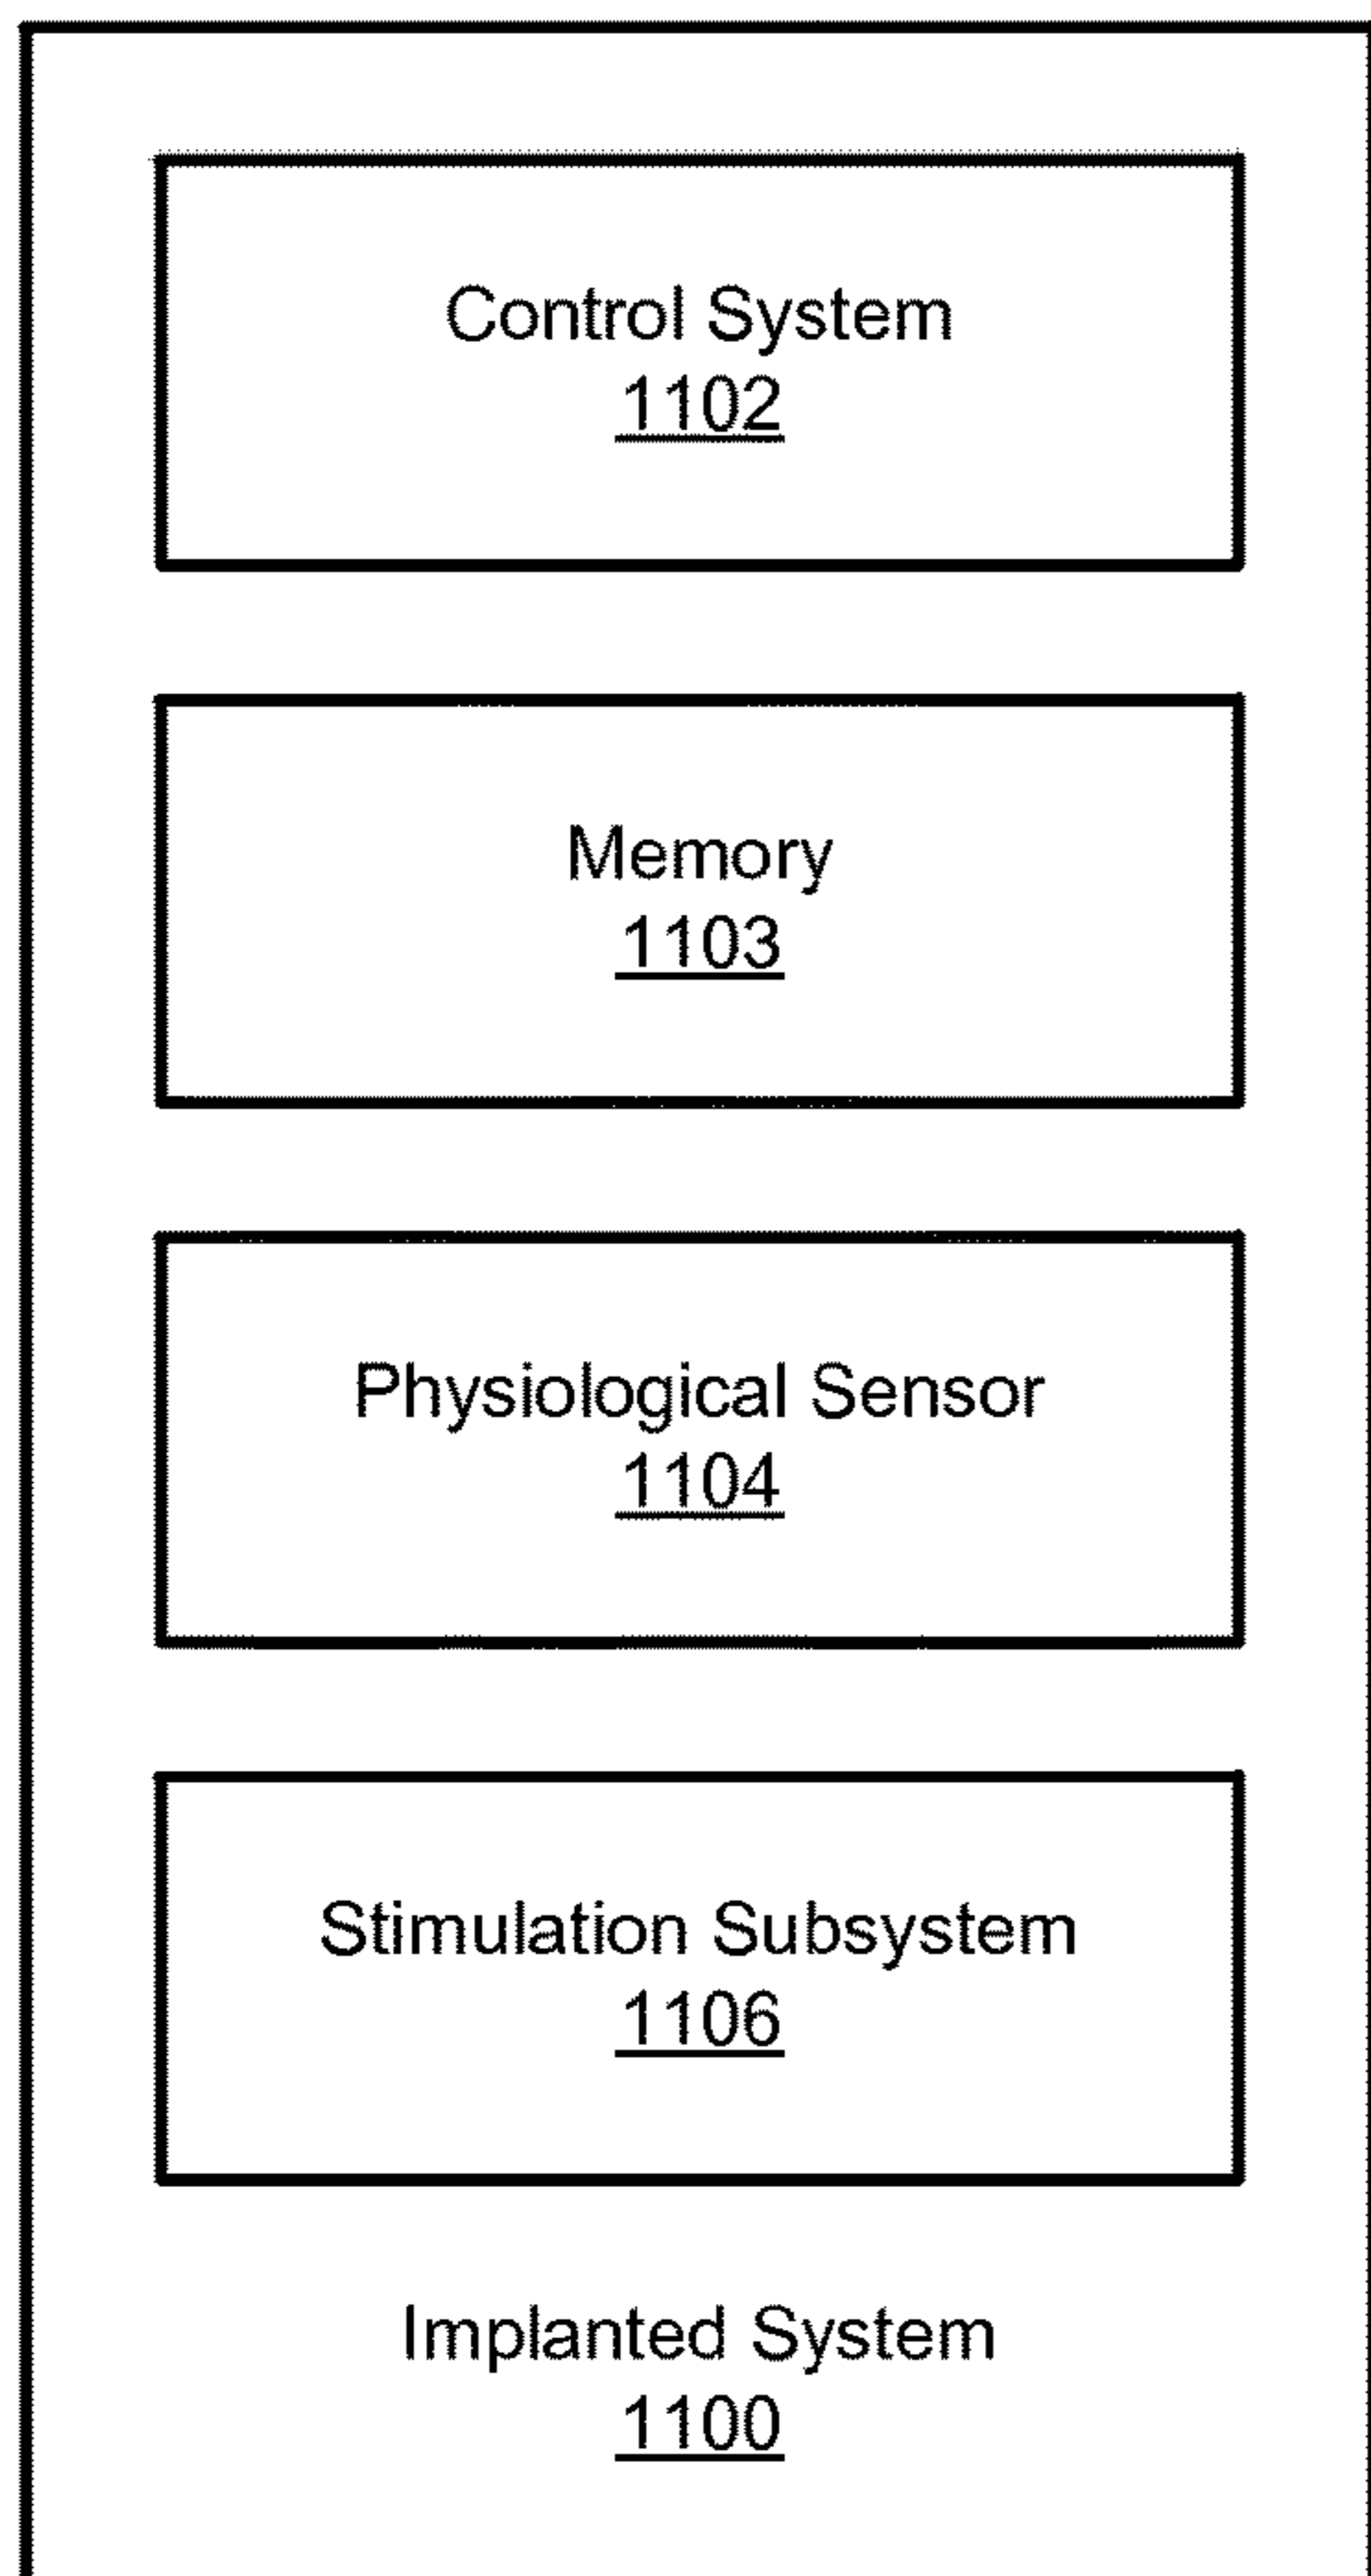 Control System
1102
Memory
1103
Physiological Sensor
1104
Stimulation Subsystem
1106
Implanted System
1100